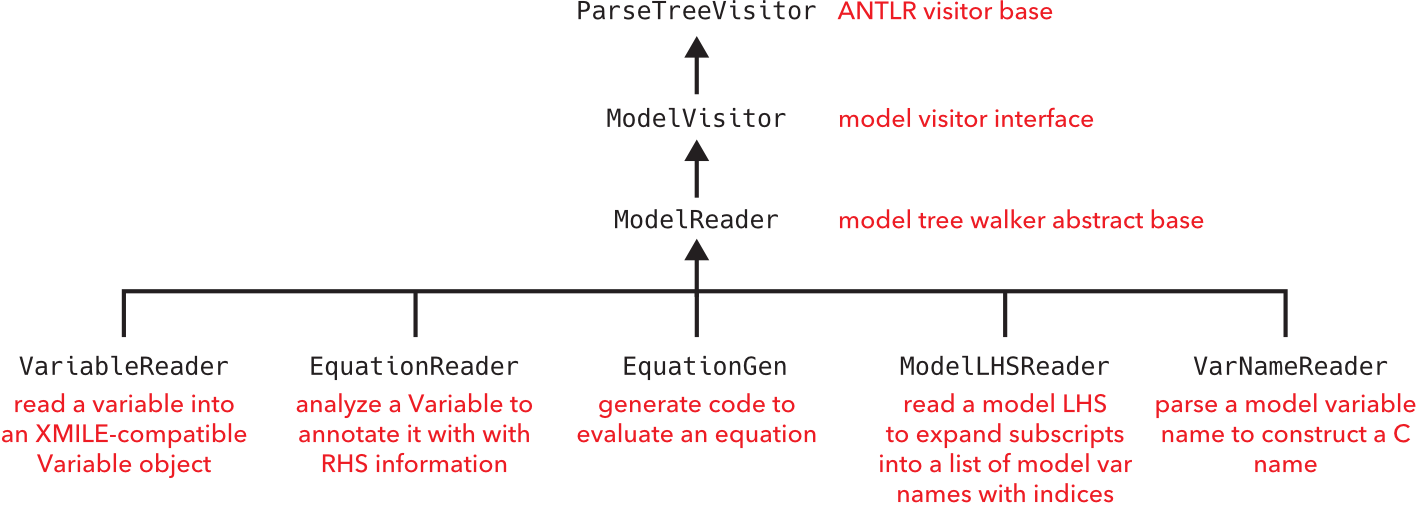 ParseTreeVisitor ANTLR visitor base
ModelVisitor model visitor interface
ModelReader model tree walker abstract base
VariableReader
read a variable into
an XMILE-compatible
Variable object
EquationReader
analyze a Variable to
annotate it with with
RHS information
EquationGen
generate code to
evaluate an equation
ModelLHSReader
read a model LHS
to expand subscripts
into a list of model var
names with indices
VarNameReader
parse a model variable
name to construct a C
name